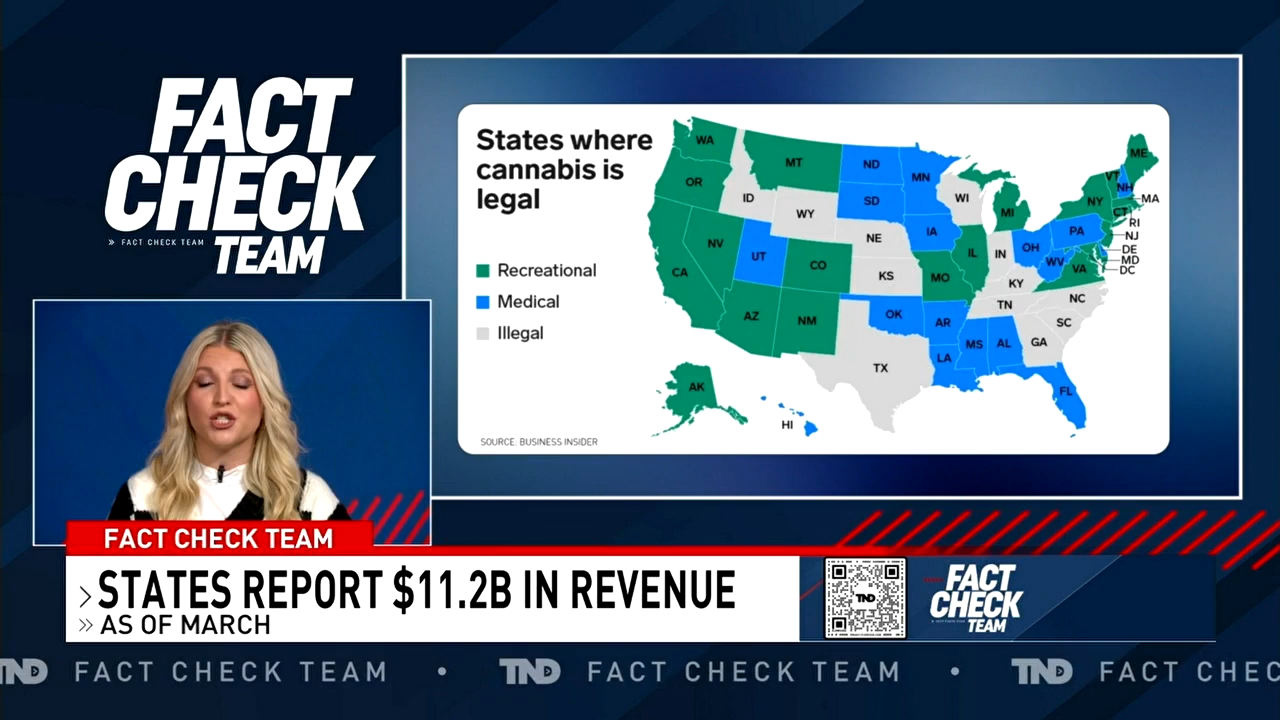 FACT
CHECK
» FACT CHECK TEAM
TEAM
States where
cannabis is
legal
Recreational
Medical
Illegal
SOURCE: BUSINESS INSIDER
WA
OR
CA
NV
ID
MT
WY
UT
CO
AZ
NM
ND
SD
NE
KS
OK
TX
MN
IA
MO
AR
LA
WI
IL
MI
IN
OH
KY
TN
MS
AL
GA
FL
SC
NC
VA
WV
PA
NY
VT
NH
ME
MA
CT
RI
NJ
DE
MD
DC
AK
HI
FACT CHECK TEAM
STATES REPORT $11.2B IN REVENUE
» AS OF MARCH
TND
FACT
CHECK
TEAM
TND FACT CHECK TEAM • TND FACT CHECK TEAM • TND FACT CHEC